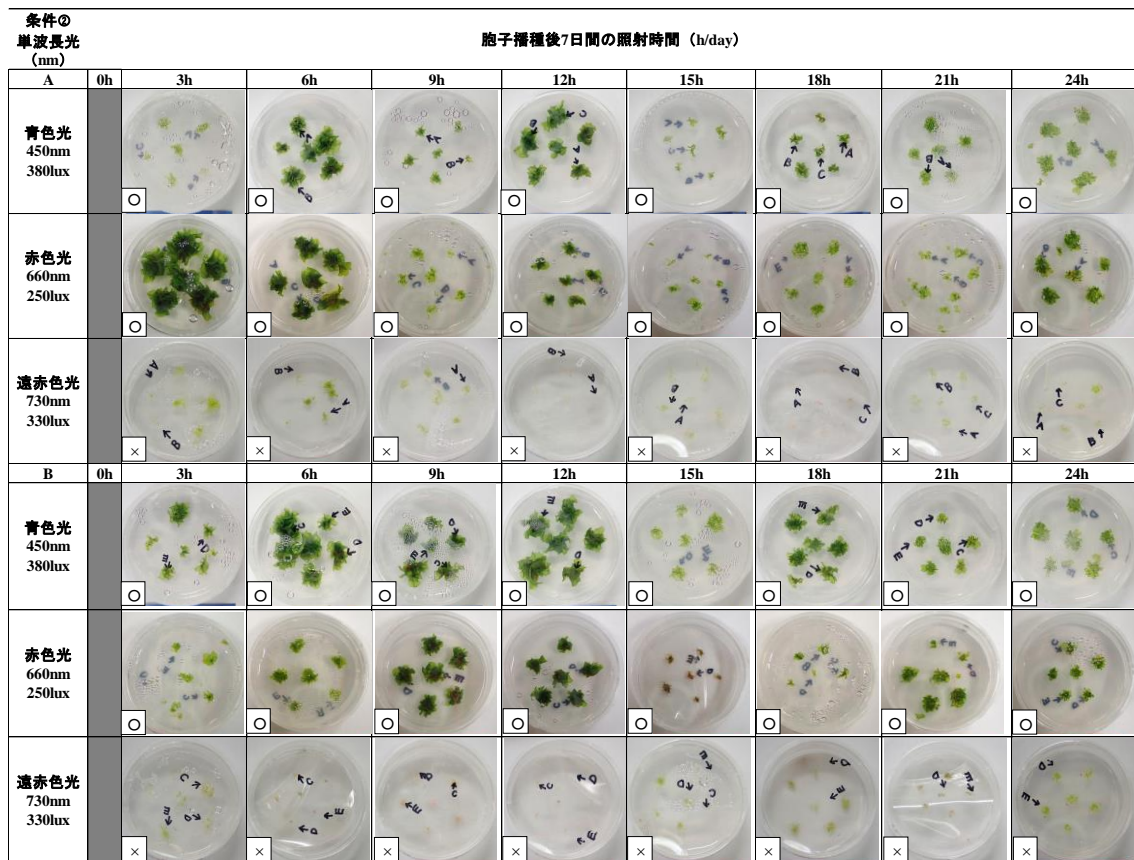 条件② 胞子播種後7日間の照射時間（h/day）
単波長光
（nm）
A 0h 3h 6h 9h 12h 15h 18h 21h 24h
青色光
450nm
380lux
○ ○ ○ ○ ○ ○ ○ ○
赤色光
660nm
250lux
○ ○ ○ ○ ○ ○ ○ ○
遠赤色光
730nm
330lux
× × × × × × × ×
B 0h 3h 6h 9h 12h 15h 18h 21h 24h
青色光
450nm
380lux
○ ○ ○ ○ ○ ○ ○ ○
赤色光
660nm
250lux
○ ○ ○ ○ × ○ ○ ○
遠赤色光
730nm
330lux
× × × × × × × ×